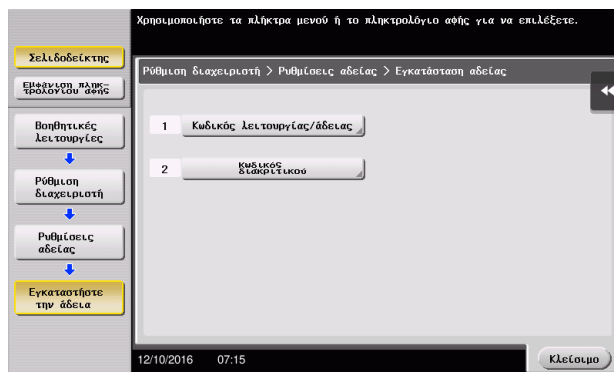 Χρησιμοποιήστε τα πλήκτρα μενού ή το πληκτρολόγιο αφής για να επιλέξετε.
Σελιδοδείκτης
Εμφάνιση πληκ-
τρολογίου αφής
Βοηθητικές
λειτουργίες
Ρύθμιση
διαχειριστή
Ρυθμίσεις
αδείας
Εγκαταστήστε
την άδεια
Ρύθμιση διαχειριστή > Ρυθμίσεις αδείας > Εγκατάσταση αδείας
1 Κωδικός λειτουργίας/άδειας
2 Κωδικός
διακριτικού
12/10/2016 07:15
Κλείσιμο